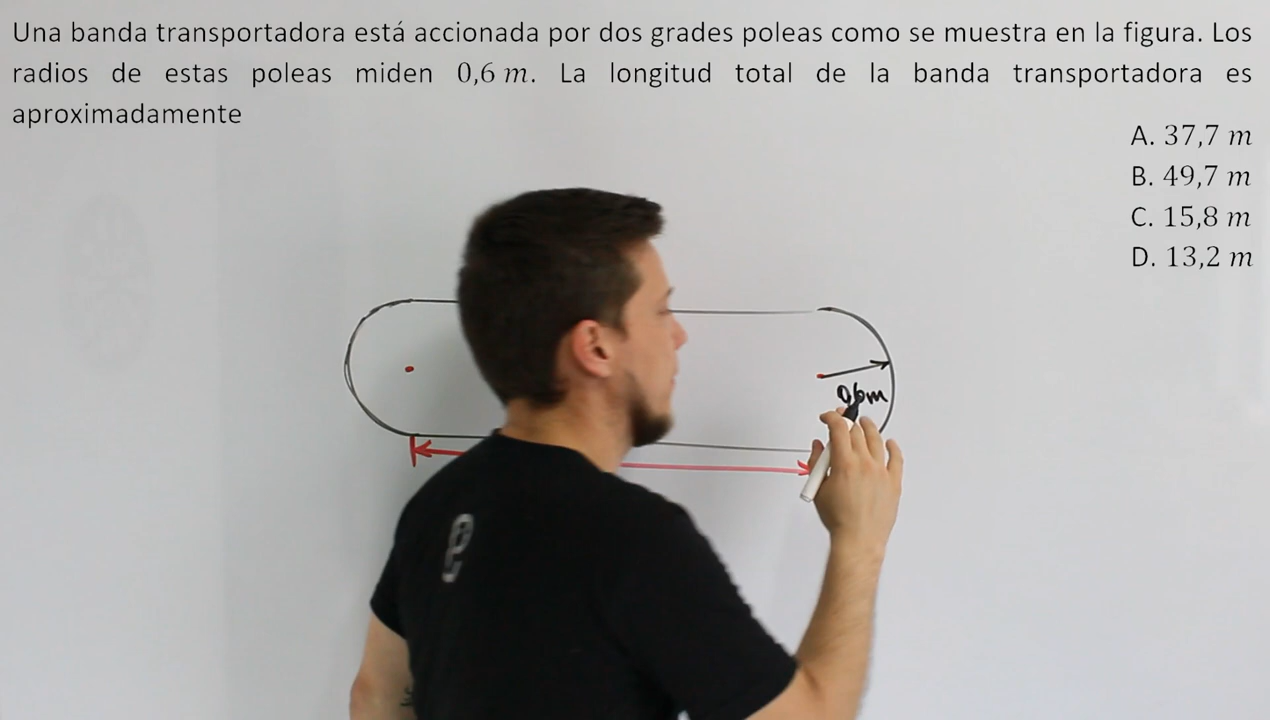 Una banda transportadora está accionada por dos grades poleas como se muestra en la figura. Los
radios de estas poleas miden 0,6 m. La longitud total de la banda transportadora es
aproximadamente
A. 37,7 m
B. 49,7 m
C. 15,8 m
D. 13,2 m
0,6m